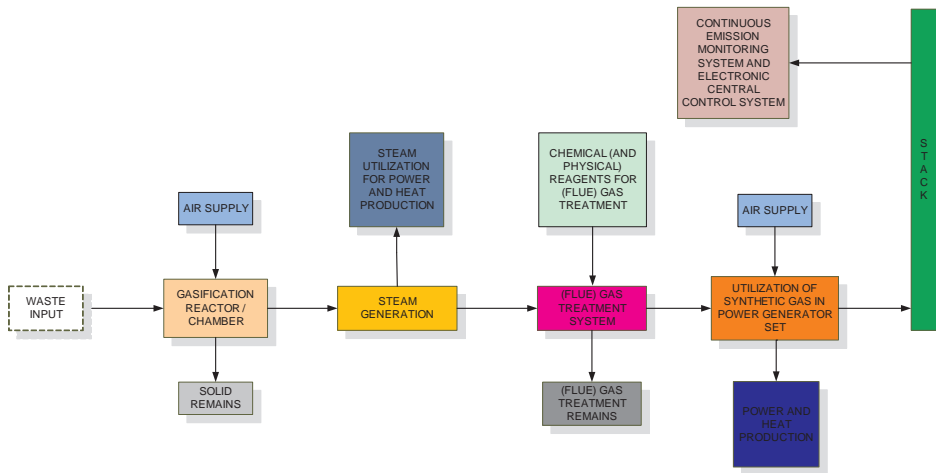 CONTINUOUS
EMISSION
MONITORING
SYSTEM AND
ELECTRONIC
CENTRAL
CONTROL SYSTEM
S
T
A
C
K
STEAM
UTILIZATION
FOR POWER
AND HEAT
PRODUCTION
CHEMICAL (AND
PHYSICAL)
REAGENTS FOR
(FLUE) GAS
TREATMENT
AIR SUPPLY
AIR SUPPLY
WASTE
INPUT
GASIFICATION
REACTOR /
CHAMBER
STEAM
GENERATION
(FLUE) GAS
TREATMENT
SYSTEM
UTILIZATION OF
SYNTHETIC GAS IN
POWER GENERATOR
SET
SOLID
REMAINS
(FLUE) GAS
TREATMENT
REMAINS
POWER AND
HEAT
PRODUCTION